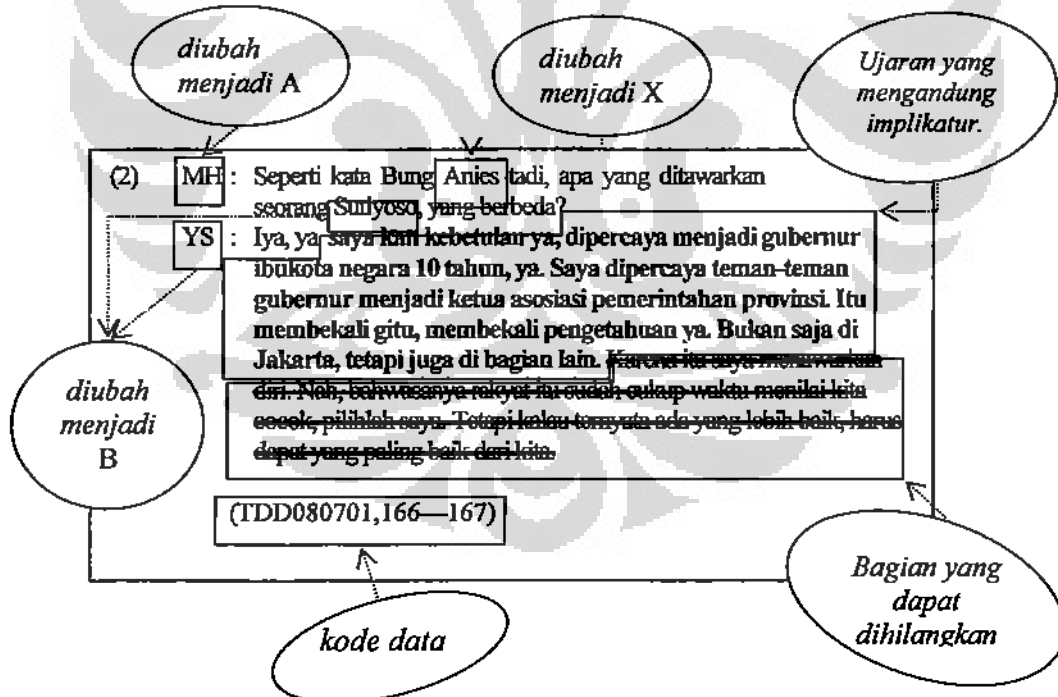 diubah
menjadi A
diubah
menjadi X
Ujaran yang
mengandung
implikatur.
(2) MH : Seperti kata Bung Anies tadi, apa yang ditawarkan
seorang Sutiyoso, yang berbeda?
YS : Iya, ya saya kan kebetulan ya, dipercaya menjadi gubernur
ibukota negara 10 tahun, ya. Saya dipercaya teman-teman
gubernur menjadi ketua asosiasi pemerintahan provinsi. Itu
membekali gitu, membekali pengetahuan ya. Bukan saja di
Jakarta, tetapi juga di bagian lain. Karena itu saya menawarkan
diri. Nah, bahwasanya rakyat itu sudah cukup waktu menilai kita
cocok, pilihlah saya. Tetapi kalau ternyata ada yang lebih baik, harus
dapat yang paling baik dari kita.
diubah
menjadi
B
(TDD080701,166—167)
kode data
Bagian yang
dapat
dihilangkan